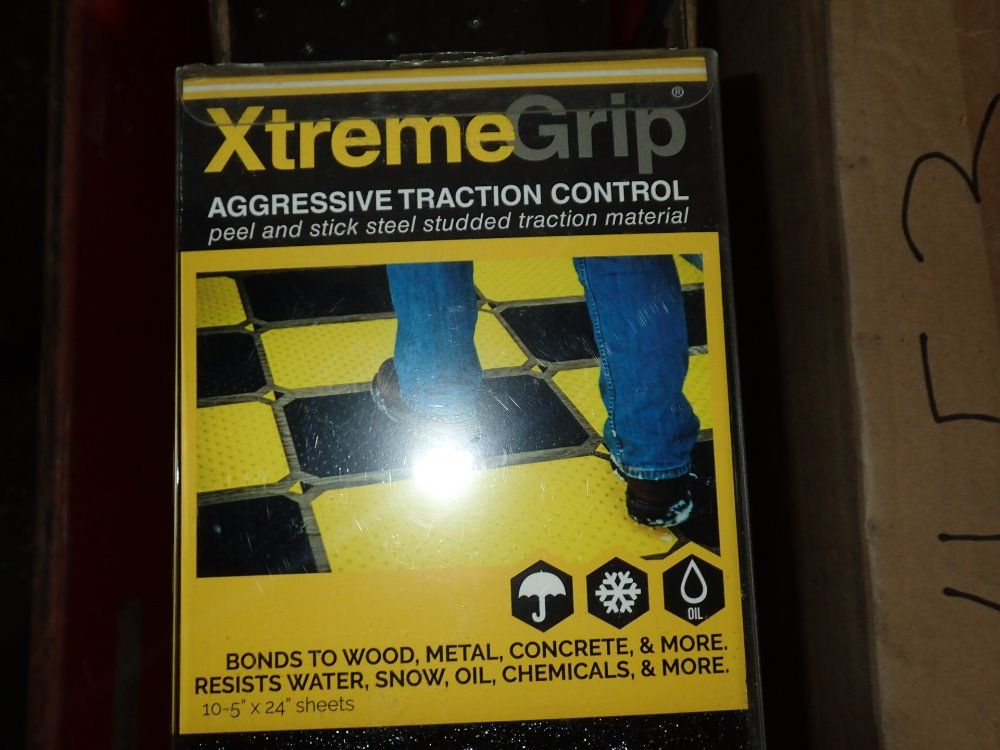 XtremeGrip®
AGGRESSIVE TRACTION CONTROL
peel and stick steel studded traction material
OIL
BONDS TO WOOD, METAL, CONCRETE, & MORE.
RESISTS WATER, SNOW, OIL, CHEMICALS, & MORE.
10-5" x 24" sheets